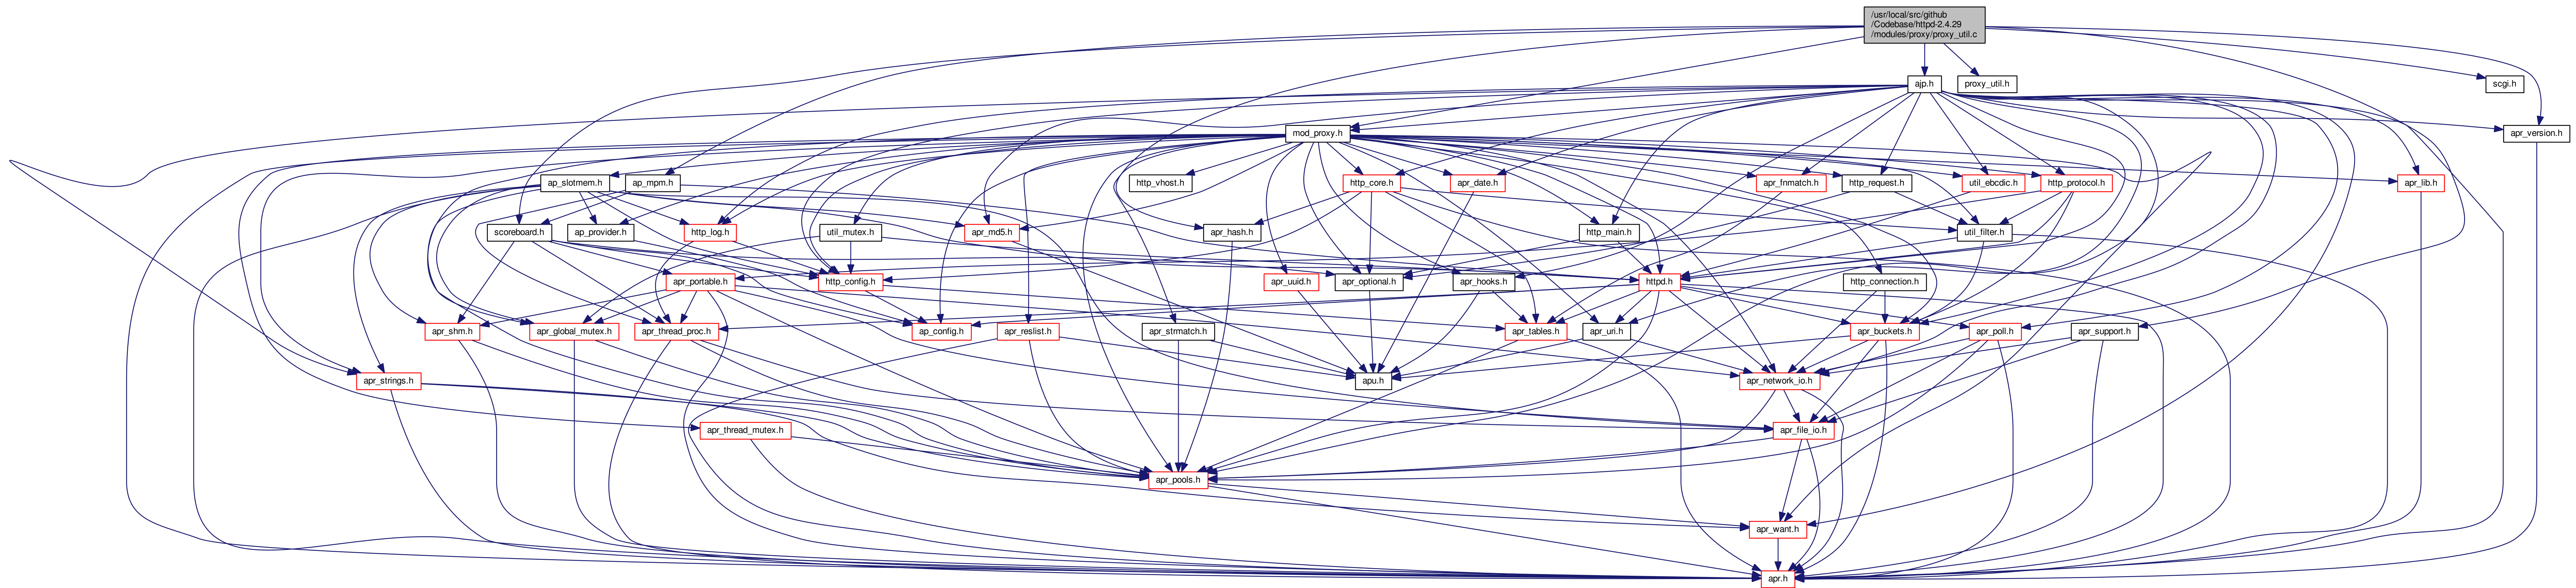 /usr/local/src/github
/Codebase/httpd-2.4.29
/modules/proxy/proxy_util.c
ajp.h
proxy_util.h
scgi.h
mod_proxy.h
apr_version.h
ap_slotmem.h
ap_mpm.h
http_vhost.h
http_core.h
apr_date.h
apr_fnmatch.h
http_request.h
util_ebcdic.h
http_protocol.h
apr_lib.h
scoreboard.h
ap_provider.h
http_log.h
util_mutex.h
apr_md5.h
apr_hash.h
http_main.h
util_filter.h
apr_portable.h
http_config.h
apr_uuid.h
apr_optional.h
apr_hooks.h
httpd.h
http_connection.h
apr_shm.h
apr_global_mutex.h
apr_thread_proc.h
ap_config.h
apr_reslist.h
apr_strmatch.h
apr_tables.h
apr_uri.h
apr_buckets.h
apr_poll.h
apr_support.h
apr_strings.h
apu.h
apr_network_io.h
apr_thread_mutex.h
apr_file_io.h
apr_pools.h
apr_want.h
apr.h